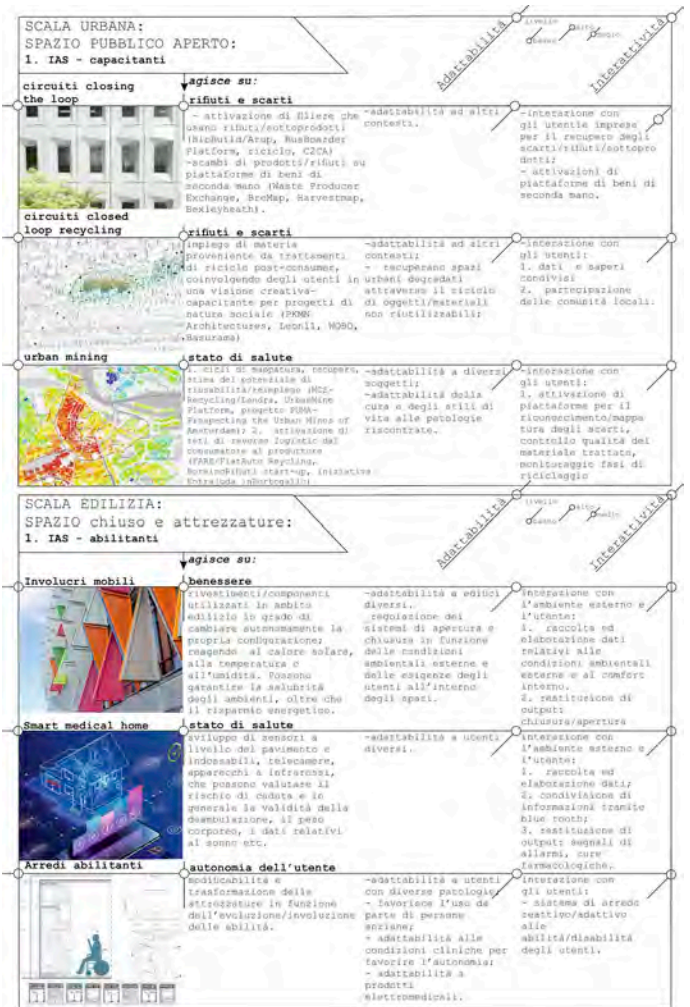 SCALA URBANA:
SPAZIO PUBBLICO APERTO:
1. IAS - capacitanti
Adattabilità
livello
basso
alto
medio
Interattività
agisce su:
circuiti closing
the loop
rifiuti e scarti
- attivazione di filiere che
usano rifiuti/sottoprodotti
(BioBuild/Arup,
Platform, riciclo, C2CA)
-scambi di prodotti/rifiuti su
piattaforme di beni di
seconda mano (Waste Producer
Exchange, BreMap, Harvestmap,
Bexleyheath).
-adattabilità ad altri
contesti.
-interazione con
gli utenti e imprese
per il recupero degli
scarti/rifiuti/sottopro
dotti;
- attivazioni di
piattaforme di beni di
seconda mano.
circuiti closed
loop recycling
rifiuti e scarti
impiego di materia
proveniente da trattamenti
di riciclo post-consumer,
coinvolgendo degli utenti in
una visione creativa-
capacitante per progetti di
natura sociale (PKMN
Architectures, Leonli, MOBO,
Basurama)
-adattabilità ad altri
contesti;
- recuperano spazi
urbani degradati
attraverso il riciclo
di oggetti/materiali
non riutilizzabili;
-interazione con
gli utenti:
1. dati e saperi
condivisi
2. partecipazione
delle comunità locali.
urban mining
stato di salute
1. cicli di mappatura, recupero,
stima del potenziale di
riusabilità/reimpiego
Recycling/Landra, UrbanMine
Platform, progetto PUMA-
Prospecting the Urban Mines of
Amsterdam; 2. attivazione di
reti di reverse logistic dal
consumatore al produttore
(FARE/FiatAuto Recycling,
start-up, iniziativa
Entrajuda inPortogallo)
-adattabilità a diversi
soggetti;
-adattabilità della
cura e degli stili di
vita alle patologie
riscontrate.
-interazione con
gli utenti:
1. attivazione di
piattaforme per il
riconoscimento/mappa
tura degli scarti,
controllo qualità del
materiale trattato,
monitoraggio fasi di
riciclaggio
SCALA EDILIZIA:
SPAZIO chiuso e attrezzature:
1. IAS - abilitanti
Adattabilità
livello
basso
alto
medio
Interattività
agisce su:
Involucri mobili
benessere
rivestimenti/componenti
utilizzati in ambito
edilizio in grado di
cambiare autonomamente la
propria configurazione;
reagendo al calore solare,
alla temperatura e
all'umidità. Possono
garantire la salubrità
degli ambienti, oltre che
il risparmio energetico.
-adattabilità a edifici
diversi.
regolazione dei
sistemi di apertura e
chiusura in funzione
delle condizioni
ambientali esterne e
delle esigenze degli
utenti all'interno
degli spazi.
interazione con
l'ambiente esterno e
l'utente:
1. raccolta ed
elaborazione dati
relativi alle
condizioni ambientali
esterne e al comfort
interno.
2. restituzione di
output:
chiusura/apertura
Smart medical home
stato di salute
sviluppo di sensori a
livello del pavimento e
indossabili, telecamere,
apparecchi a infrarossi,
che possono valutare il
rischio di caduta e in
generale la validità della
deambulazione, il peso
corporeo, i dati relativi
al sonno etc.
-adattabilità a utenti
diversi.
interazione con
l'ambiente esterno e
l'utente:
1. raccolta ed
elaborazione dati;
2. condivisione di
informazioni tramite
blue tooth;
3. restituzione di
output: segnali di
allarmi, cure
farmacologiche.
Arredi abilitanti
autonomia dell'utente
modificabilità e
trasformazione delle
attrezzature in funzione
dell'evoluzione/involuzione
delle abilità.
-adattabilità a utenti
con diverse patologie;
- favorisce l'uso da
parte di persone
anziane;
- adattabilità alle
condizioni cliniche per
favorire l'autonomia;
- adattabilità a
prodotti
elettromedicali.
interazione con
gli utenti:
- sistema di arredo
reattivo/adattivo
alle
abilità/disabilità
degli utenti.